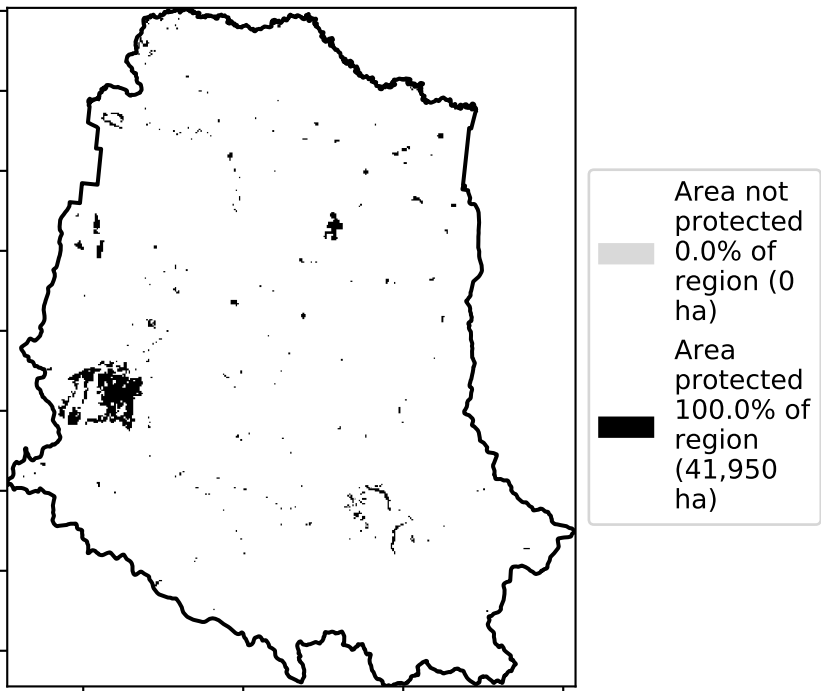 Area not
protected
0.0% of
region (0
ha)
Area
protected
100.0% of
region
(41,950
ha)